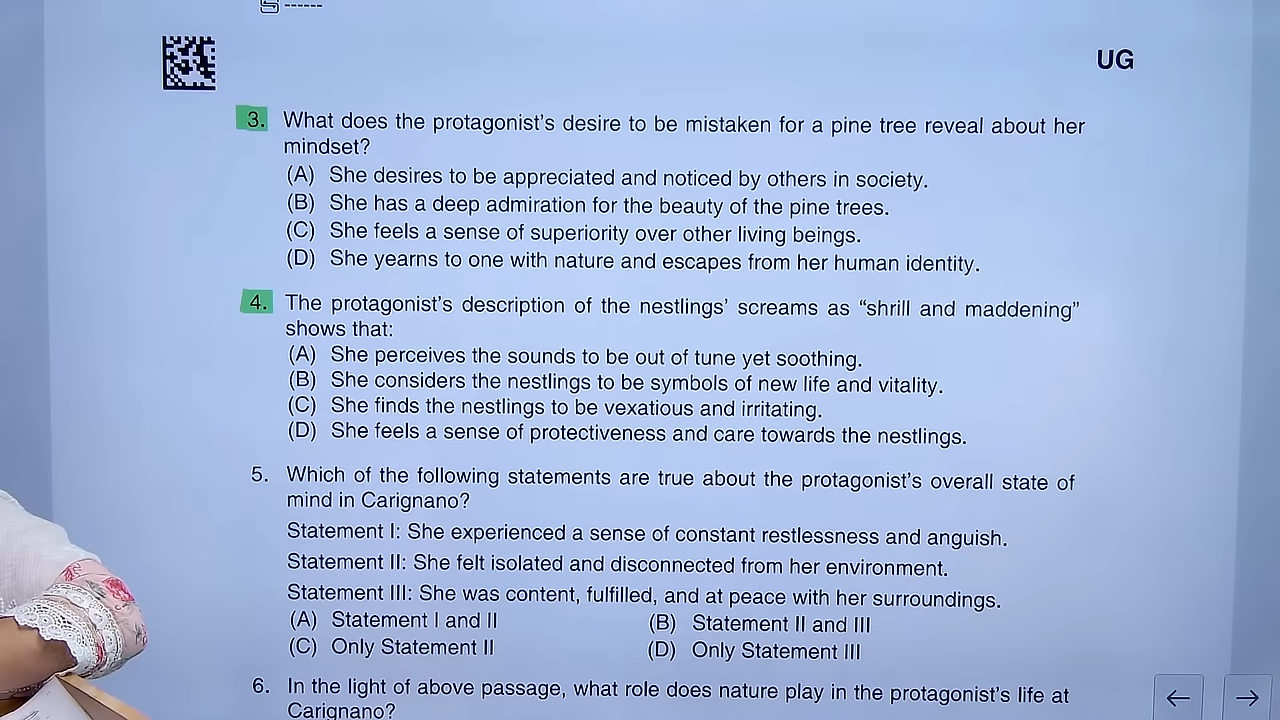 UG
3. What does the protagonist's desire to be mistaken for a pine tree reveal about her
mindset?
(A) She desires to be appreciated and noticed by others in society.
(B) She has a deep admiration for the beauty of the pine trees.
(C) She feels a sense of superiority over other living beings.
(D) She yearns to one with nature and escapes from her human identity.
4. The protagonist's description of the nestlings' screams as “shrill and maddening”
shows that:
(A) She perceives the sounds to be out of tune yet soothing.
(B) She considers the nestlings to be symbols of new life and vitality.
(C) She finds the nestlings to be vexatious and irritating.
(D) She feels a sense of protectiveness and care towards the nestlings.
5. Which of the following statements are true about the protagonist's overall state of
mind in Carignano?
Statement I: She experienced a sense of constant restlessness and anguish.
Statement II: She felt isolated and disconnected from her environment.
Statement III: She was content, fulfilled, and at peace with her surroundings.
(A) Statement I and II (B) Statement II and III
(C) Only Statement II (D) Only Statement III
6. In the light of above passage, what role does nature play in the protagonist's life at
Carignano?